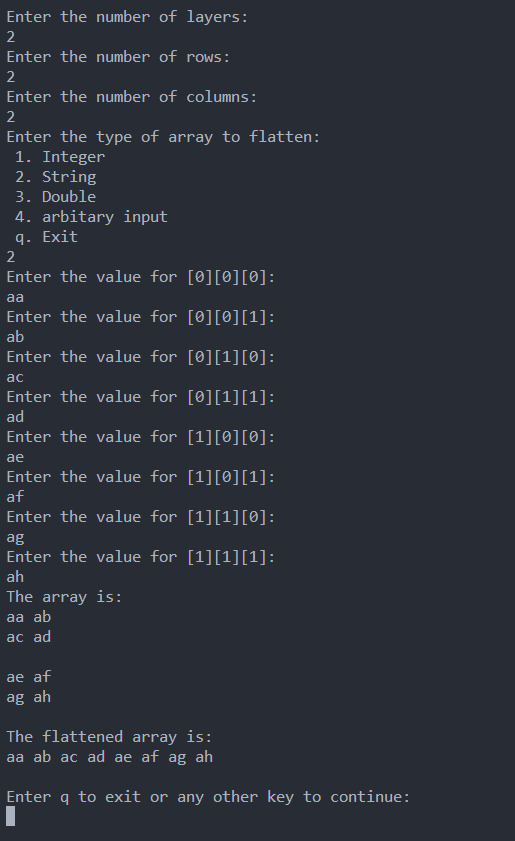 Enter the number of layers:
2
Enter the number of rows:
2
Enter the number of columns:
2
Enter the type of array to flatten:
1. Integer
2. String
3. Double
4. arbitary input
q. Exit
2
Enter the value for [0][0][0]:
aa
Enter the value for [0][0][1]:
ab
Enter the value for [0][1][0]:
ac
Enter the value for [0][1][1]:
ad
Enter the value for [1][0][0]:
ae
Enter the value for [1][0][1]:
af
Enter the value for [1][1][0]:
ag
Enter the value for [1][1][1]:
ah
The array is:
aa ab
ac ad

ae af
ag ah

The flattened array is:
aa ab ac ad ae af ag ah

Enter q to exit or any other key to continue: